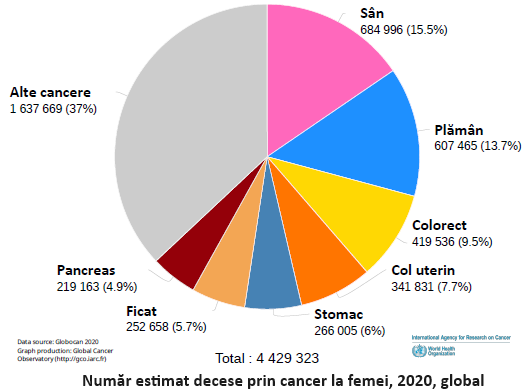 Sân
684 996 (15.5%)
Alte cancere
1 637 669 (37%)
Plămân
607 465 (13.7%)
Colorect
419 536 (9.5%)
Col uterin
341 831 (7.7%)
Pancreas
219 163 (4.9%)
Ficat
252 658 (5.7%)
Stomac
266 005 (6%)
Data source: Globocan 2020
Graph production: Global Cancer
Observatory (http://gco.iarc.fr)
International Agency for Research on Cancer
World Health
Organization
Total : 4 429 323
Număr estimat decese prin cancer la femei, 2020, global